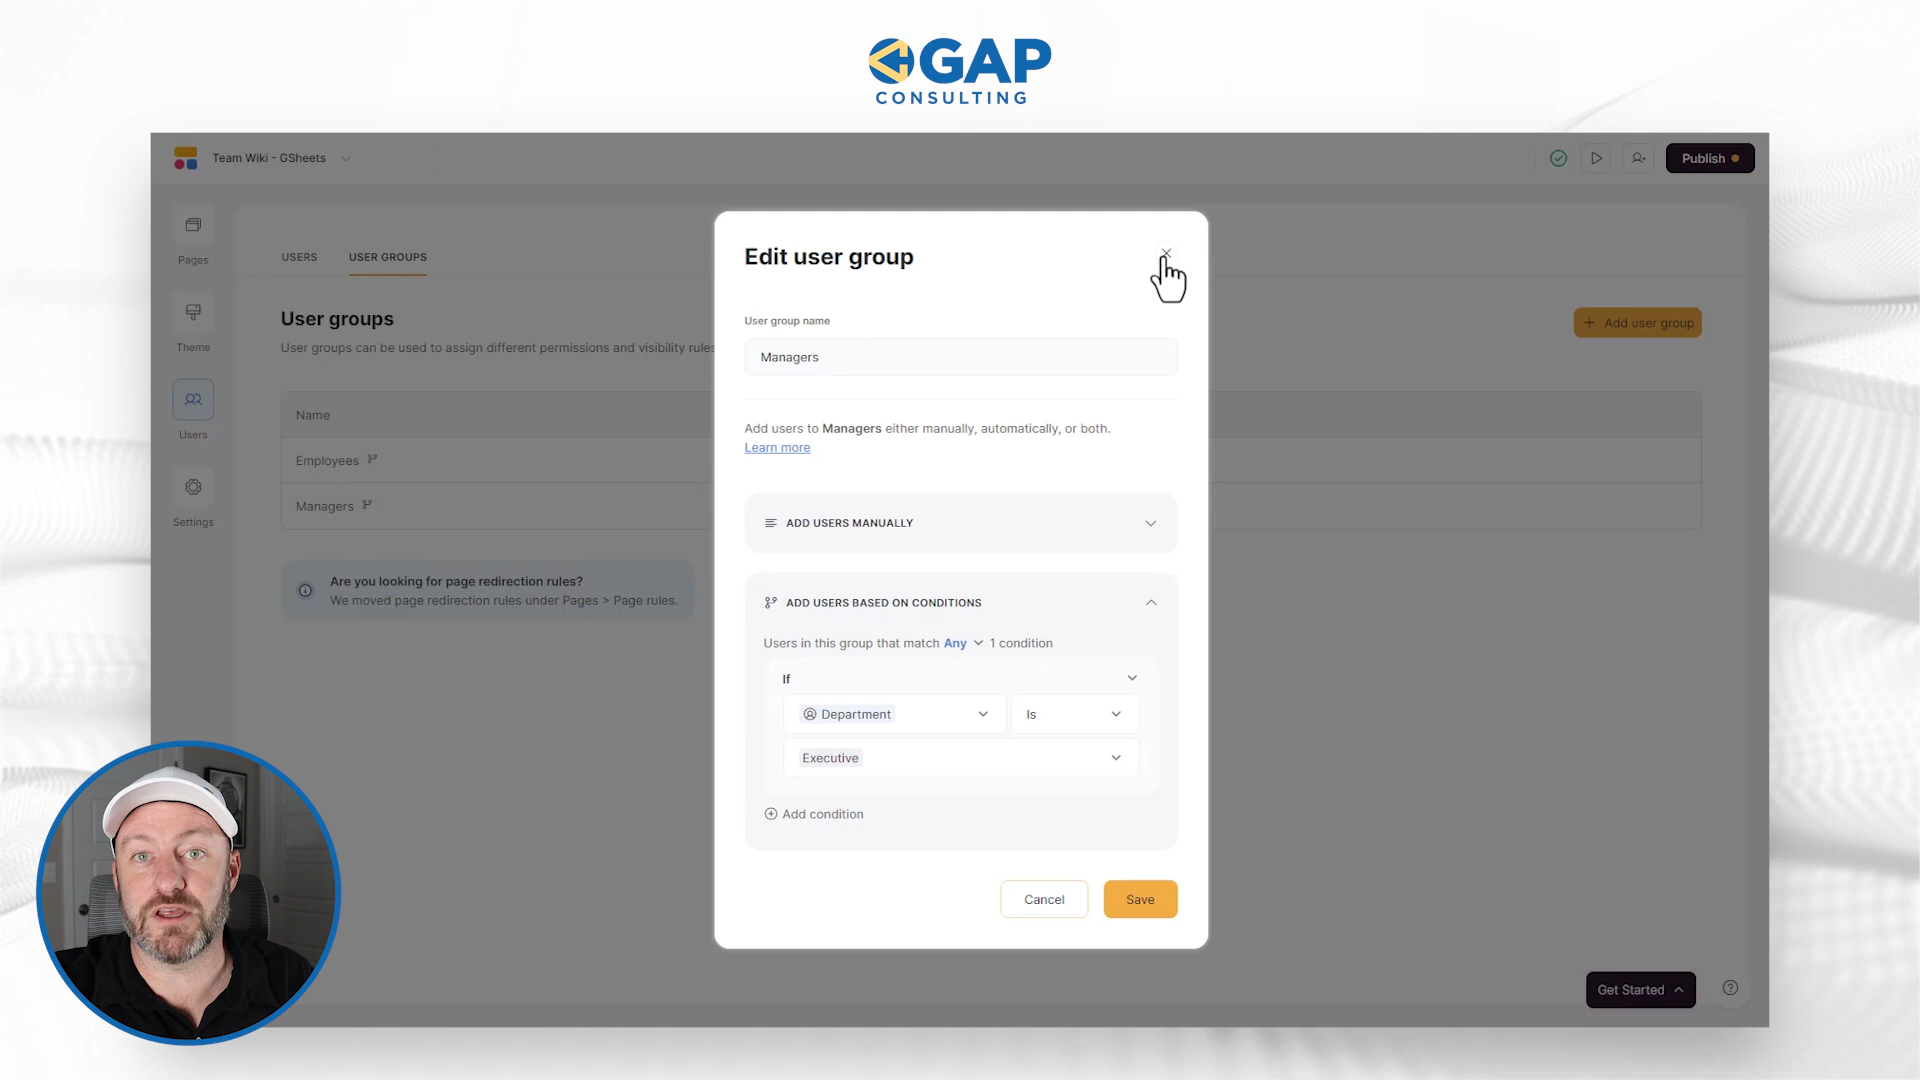 GAP
CONSULTING
Team Wiki - GSheets
Publish
Pages
Theme
Users
Settings
USERS
USER GROUPS
User groups
User groups can be used to assign different permissions and visibility rules
Add user group
Name
Employees
Managers
Are you looking for page redirection rules?
We moved page redirection rules under Pages > Page rules.
Edit user group
User group name
Managers
Add users to Managers either manually, automatically, or both.
Learn more
ADD USERS MANUALLY
ADD USERS BASED ON CONDITIONS
Users in this group that match Any 1 condition
If
Department
Is
Executive
Add condition
Cancel
Save
Get Started